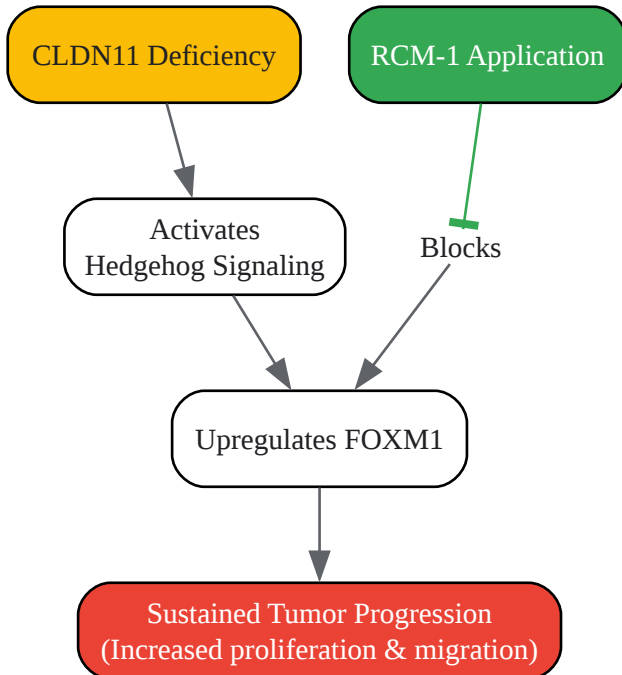 CLDN11 Deficiency
RCM-1 Application
Activates
Hedgehog Signaling
Blocks
Upregulates FOXM1
Sustained Tumor Progression
(Increased proliferation & migration)